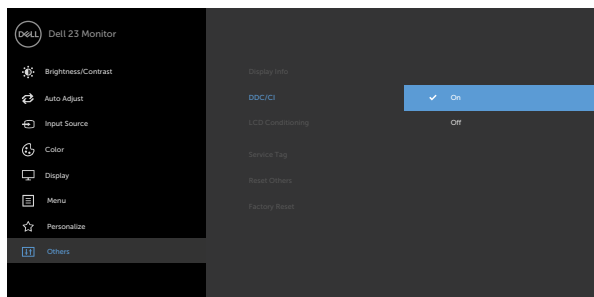 DELL
Dell 23 Monitor
Brightness/Contrast
Auto Adjust
Input Source
Color
Display
Menu
Personalize
Others
Display Info
DDC/CI
LCD Conditioning
Service Tag
Reset Others
Factory Reset
On
Off